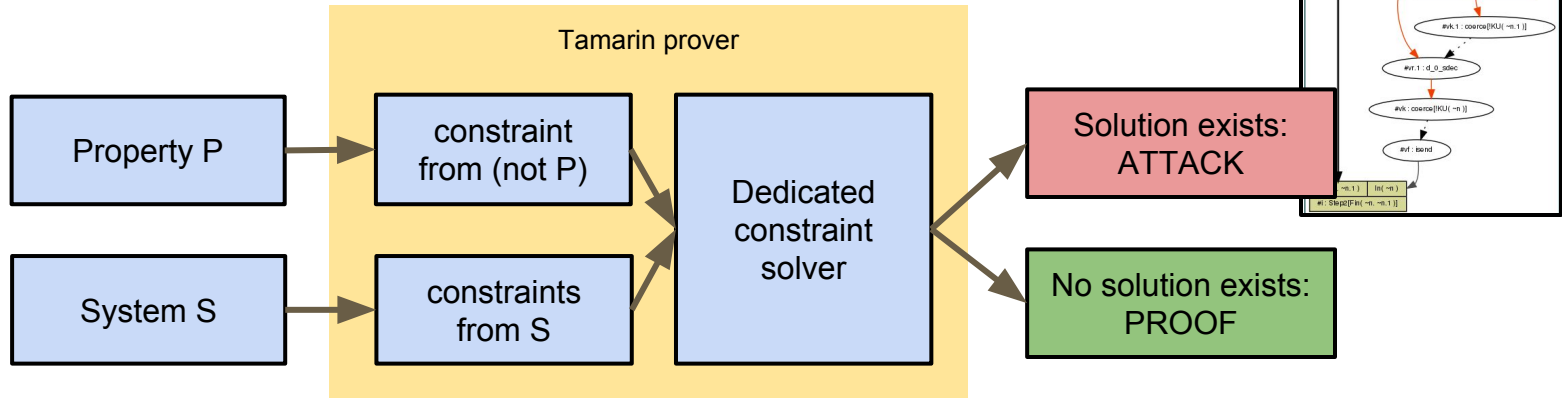 Tamarin prover
Property P
constraint
from (not P)
System S
constraints
from S
Dedicated
constraint
solver
Solution exists:
ATTACK
No solution exists:
PROOF
#vk.1 : coerce[!KU( ~n.1 )]
#vr.1 : d_0_sdec
#vk : coerce[!KU( ~n )]
#vf : isend
~n.1 ) In( ~n )
#i : Step2[Fin( ~n, ~n.1 )]